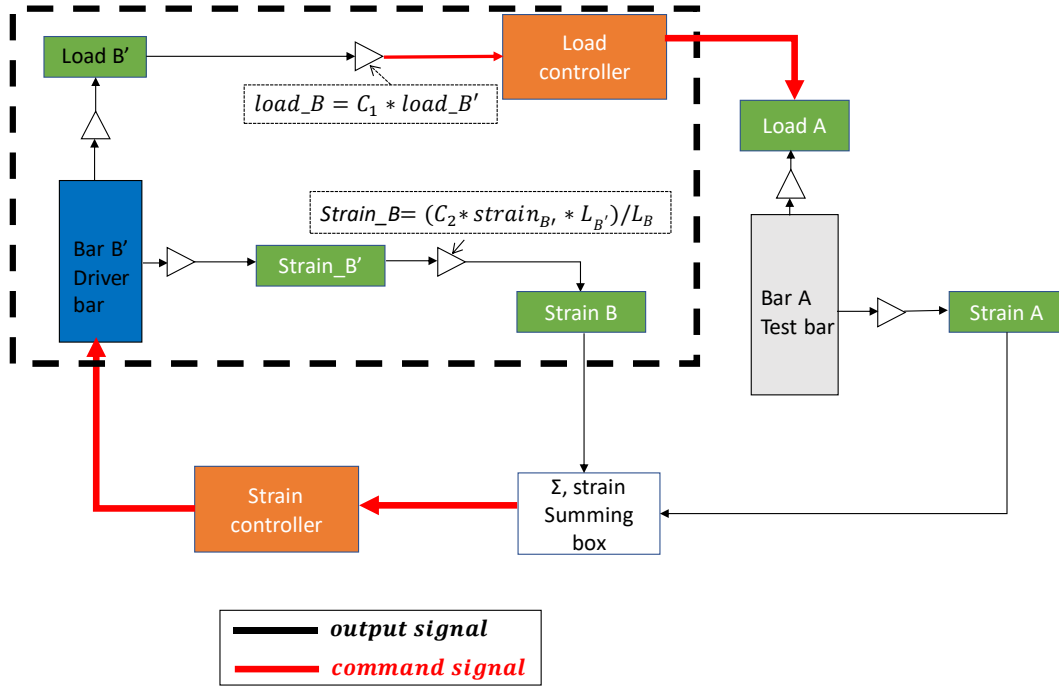 Load B’
Load
controller
load_B = C₁ * load_B′
Load A
Strain_B= (C₂* strain_B′ * L_B′)/L_B
Bar B’
Driver
bar
Strain_B’
Strain B
Bar A
Test bar
Strain A
Strain
controller
Σ, strain
Summing
box
output signal
command signal